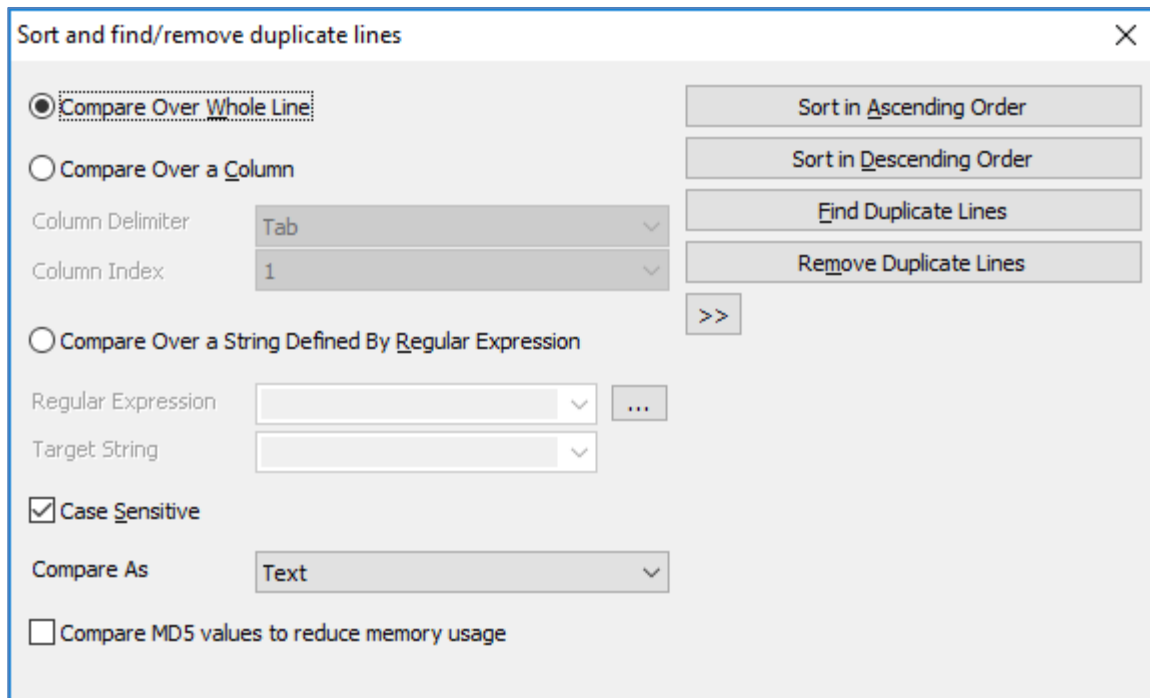 Sort and find/remove duplicate lines
Compare Over Whole Line
Compare Over a Column
Column Delimiter Tab
Column Index 1
Compare Over a String Defined By Regular Expression
Regular Expression ...
Target String
Case Sensitive
Compare As Text
Compare MD5 values to reduce memory usage
Sort in Ascending Order
Sort in Descending Order
Find Duplicate Lines
Remove Duplicate Lines
>>